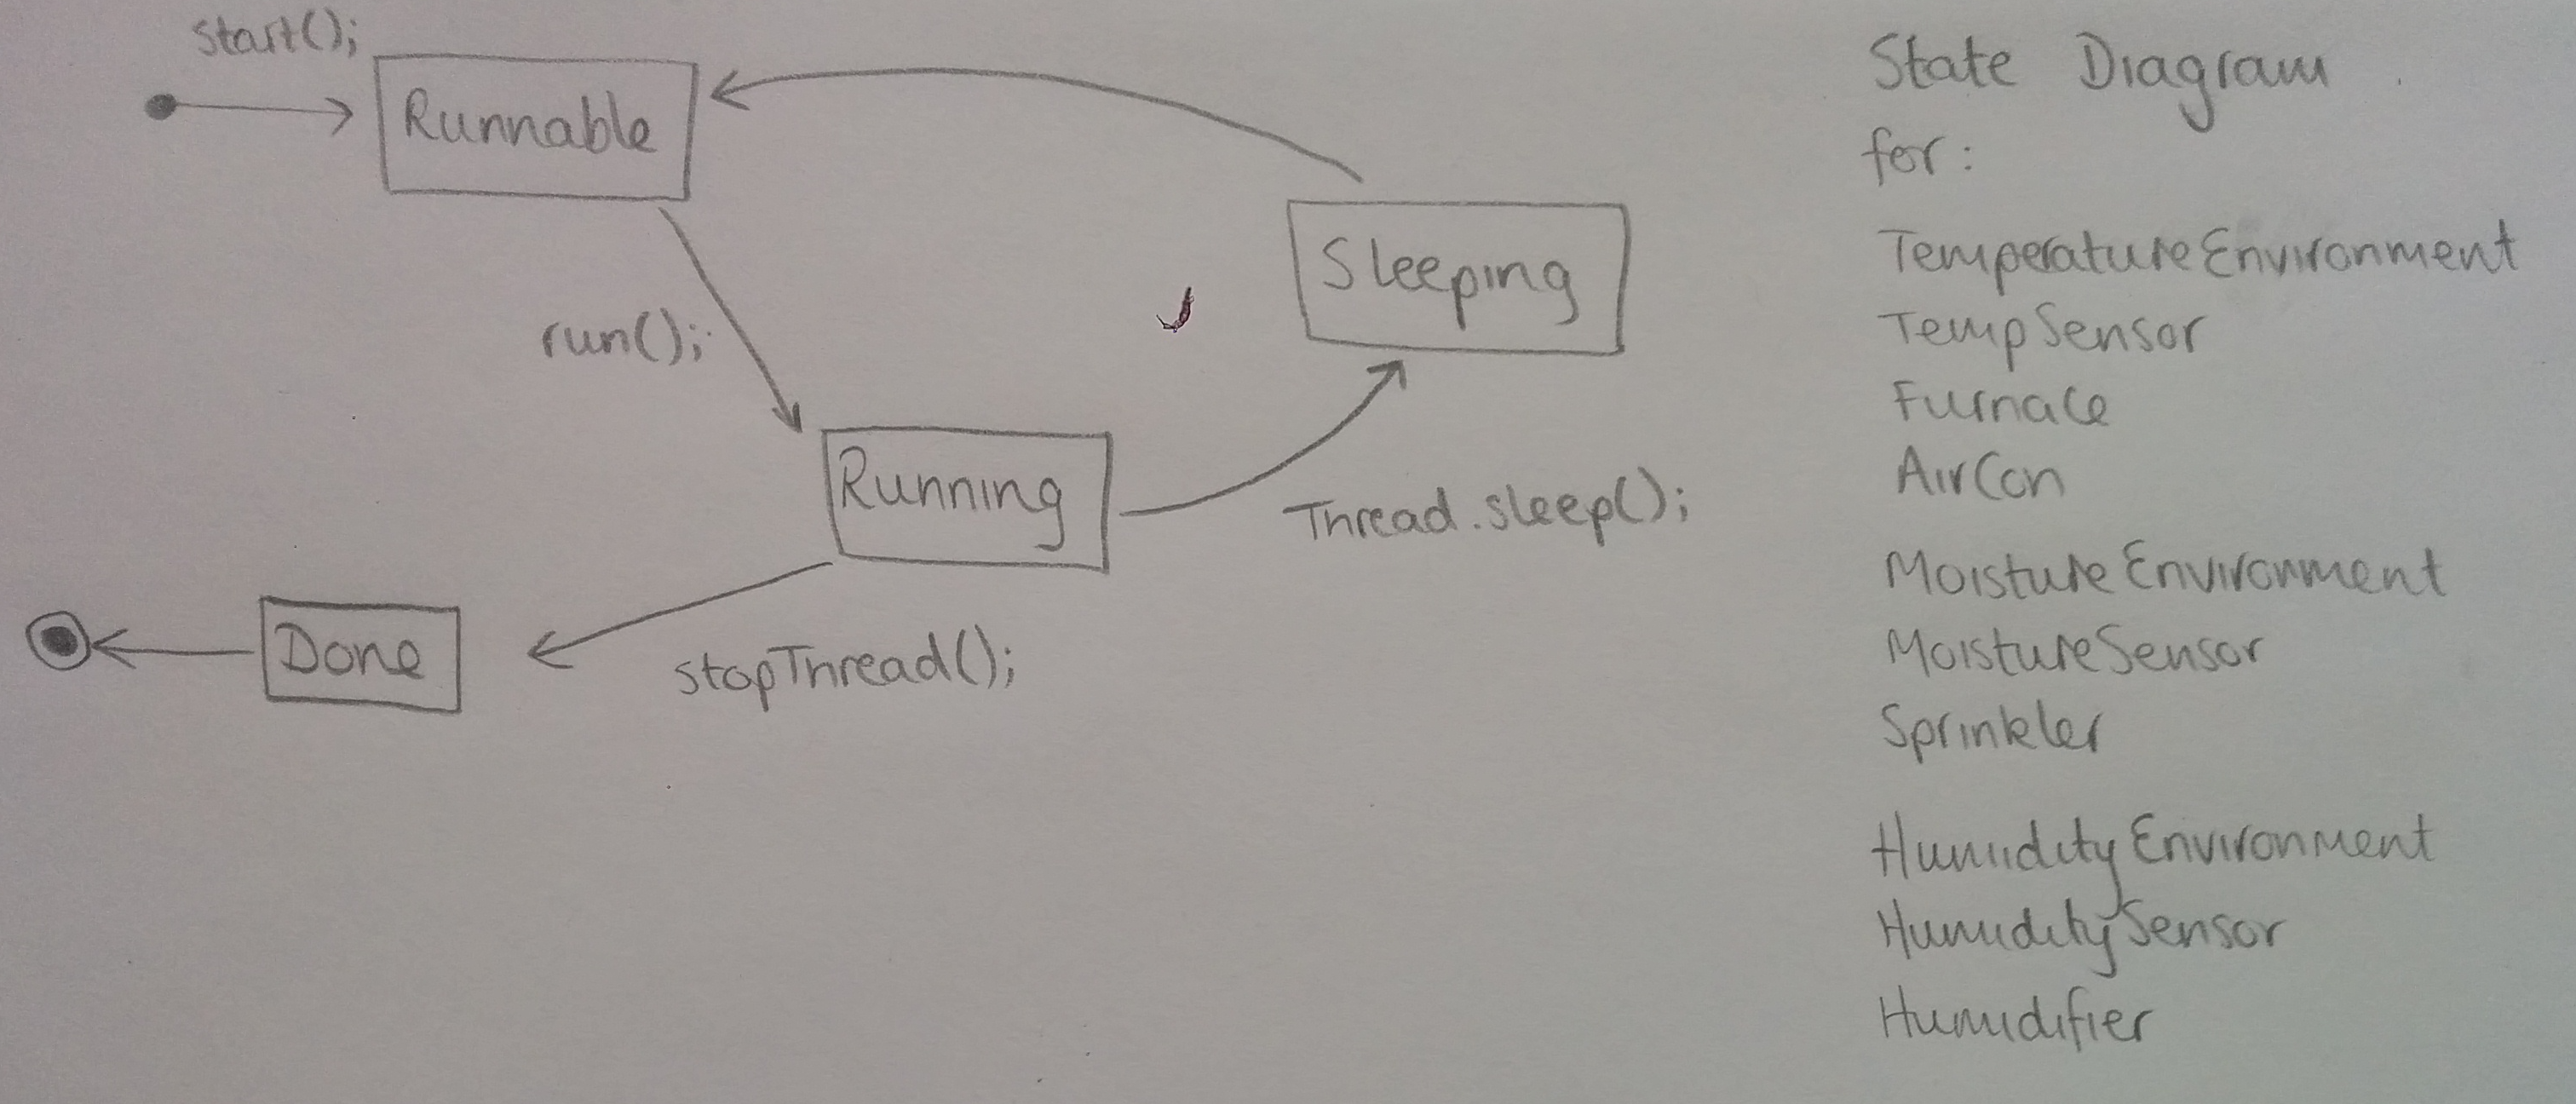 start();
Runnable
run();
Sleeping
Running
Thread.sleep();
stopThread();
Done
State Diagram
for:
TemperatureEnvironment
TempSensor
Furnace
AirCon
MoistureEnvironment
MoistureSensor
Sprinkler
HumidityEnvironment
HumiditySensor
Humidifier